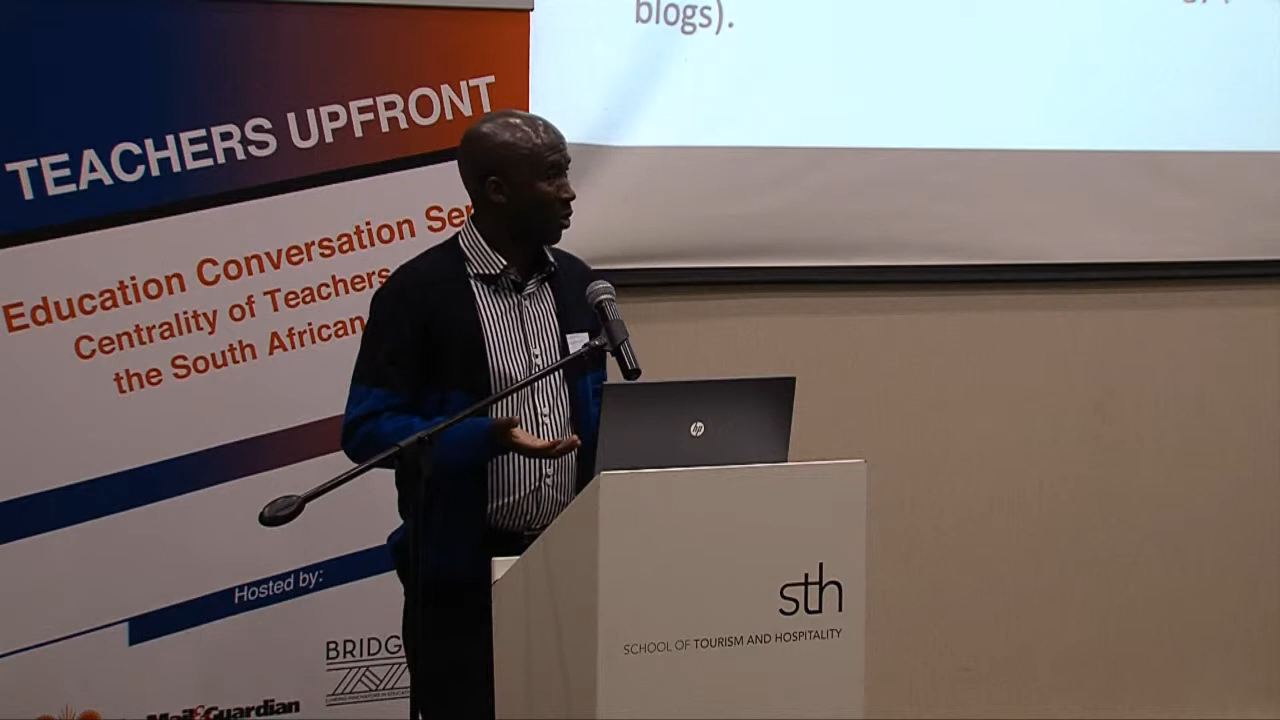 blogs).
TEACHERS UPFRONT
Education Conversation
Centrality of Teachers
the South African
Hosted by:
BRIDG
Mail&Guardian
hp
sth
SCHOOL OF TOURISM AND HOSPITALITY